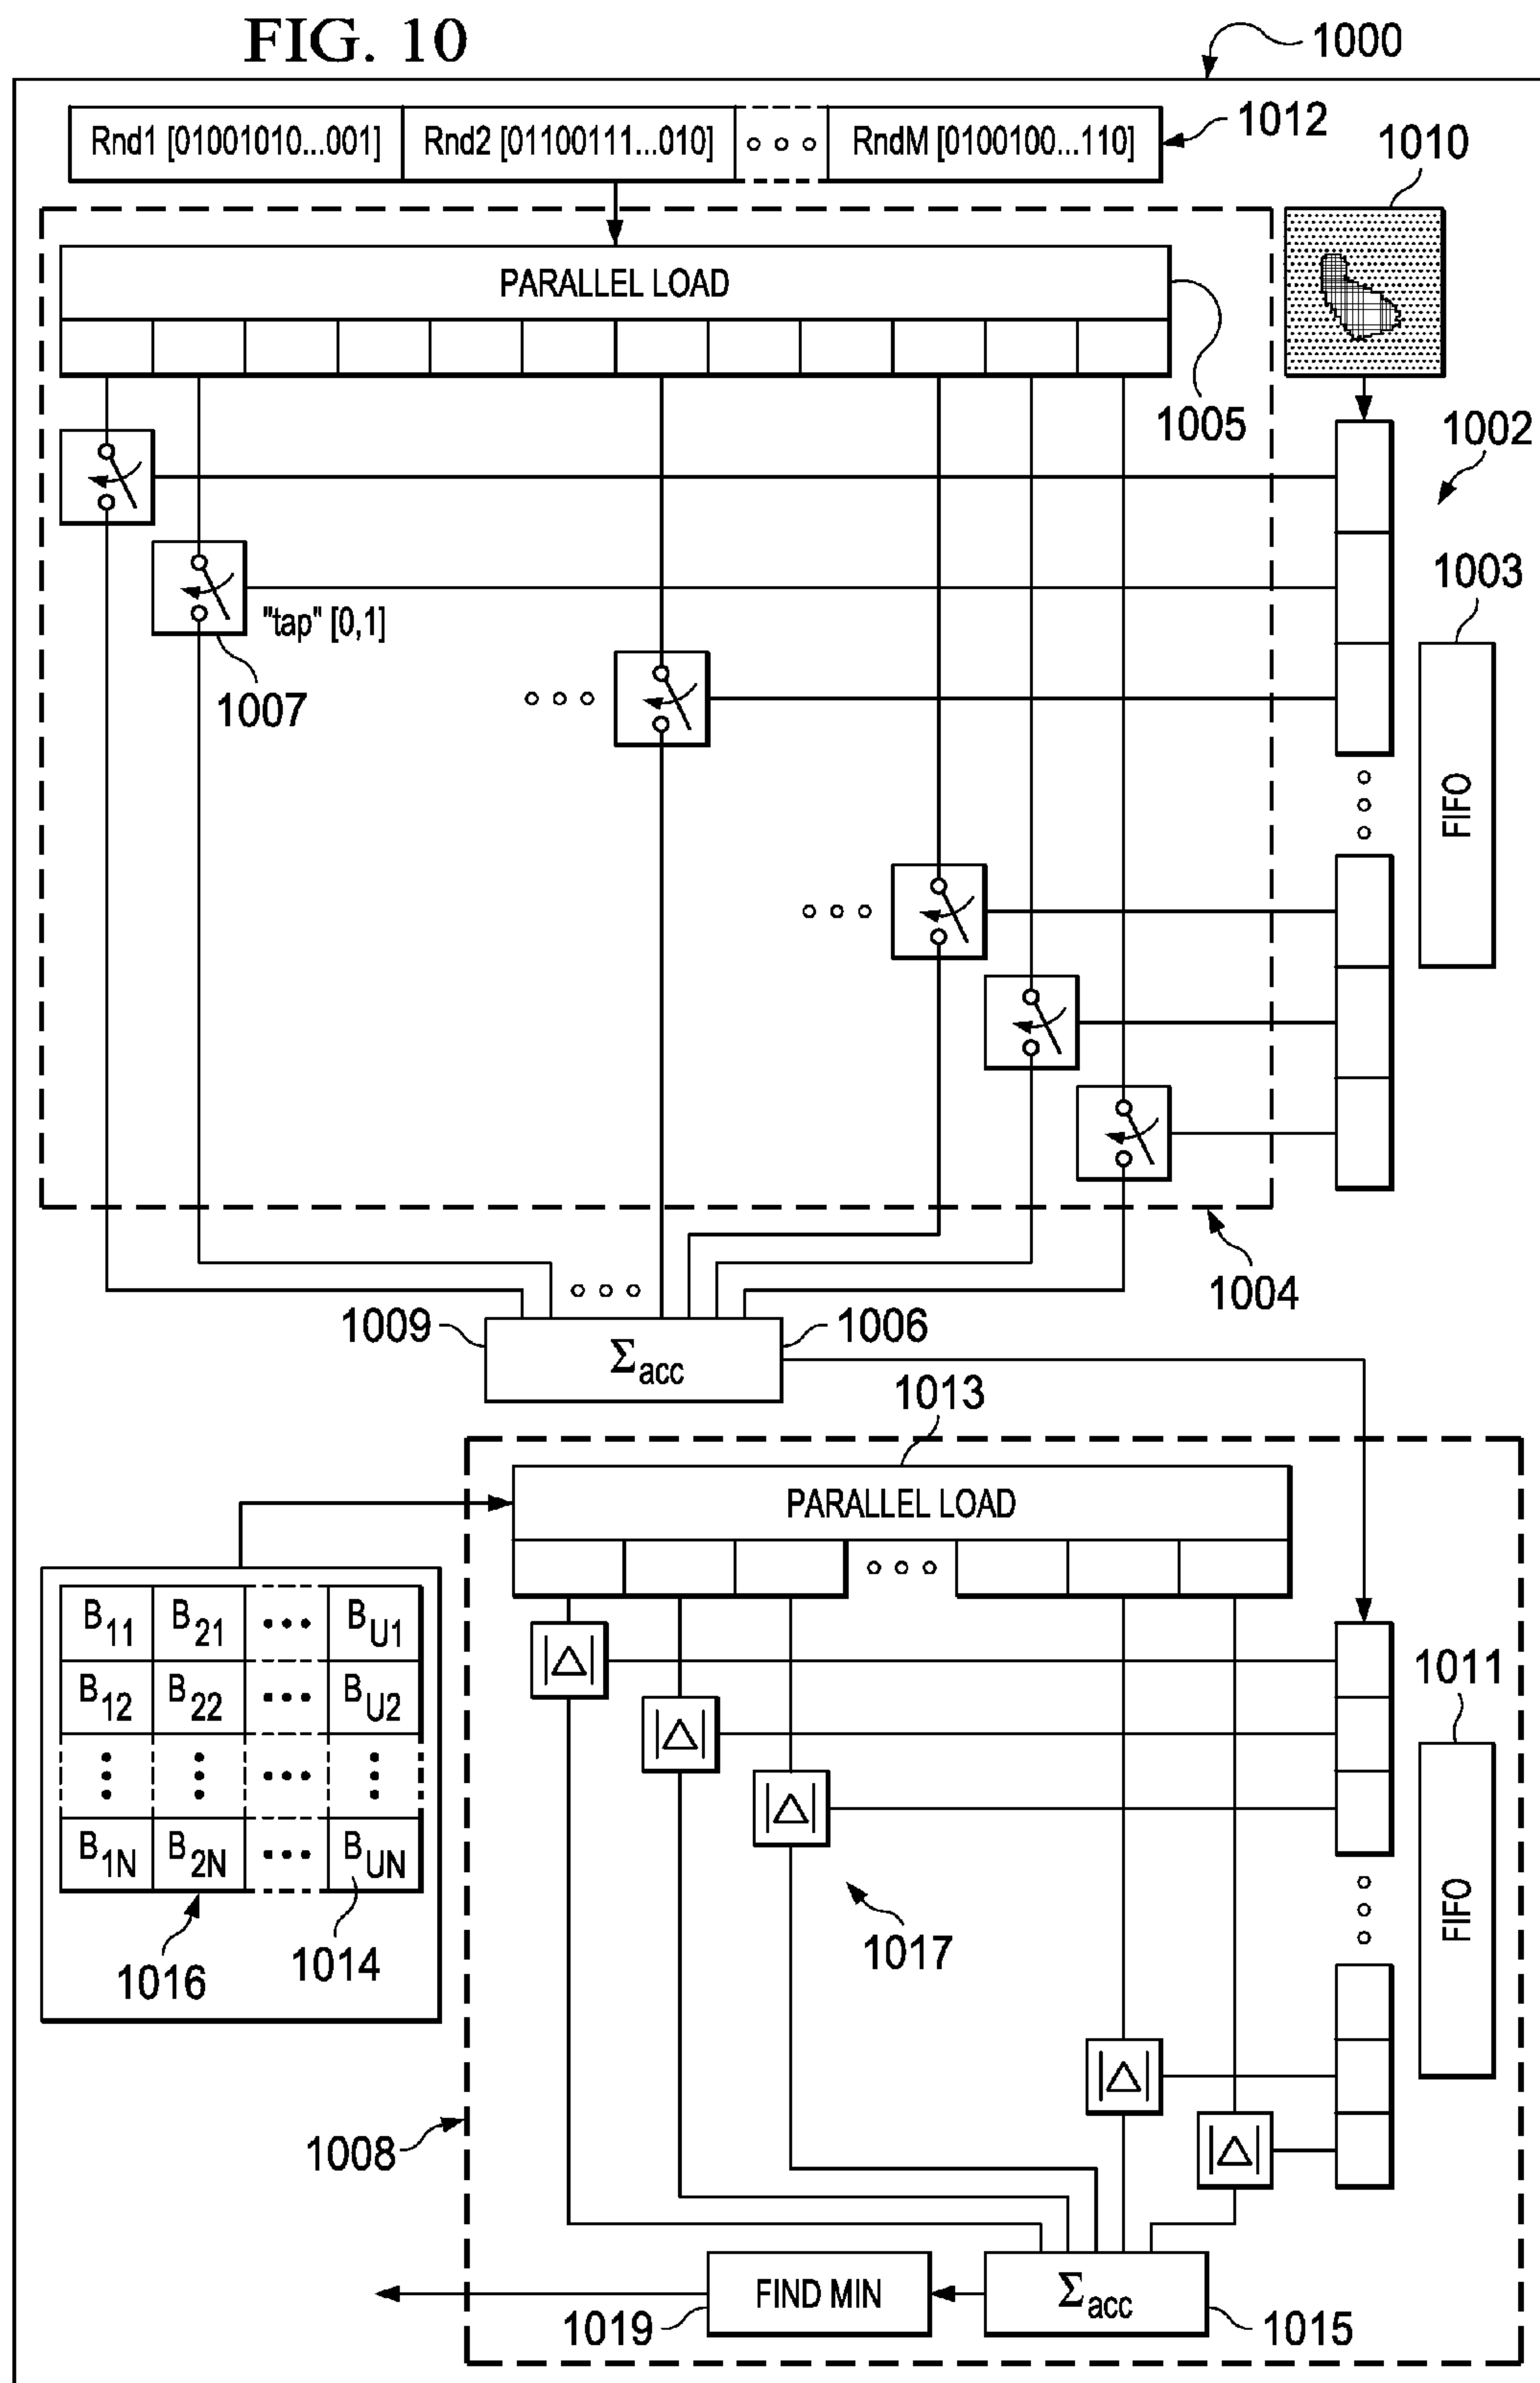 FIG. 10
1000
Rnd1 [01001010...001]
Rnd2 [01100111...010]
RndM [0100100...110]
1012
1010
PARALLEL LOAD
1005
1002
1003
"tap" [0,1]
1007
FIFO
1004
1009
Σacc
1006
1013
PARALLEL LOAD
B11 B21 ... BU1
B12 B22 ... BU2
B1N B2N ... BUN
1016
1014
|△|
|△|
|△|
1011
1017
FIFO
|△|
|△|
1008
FIND MIN
1019
Σacc
1015